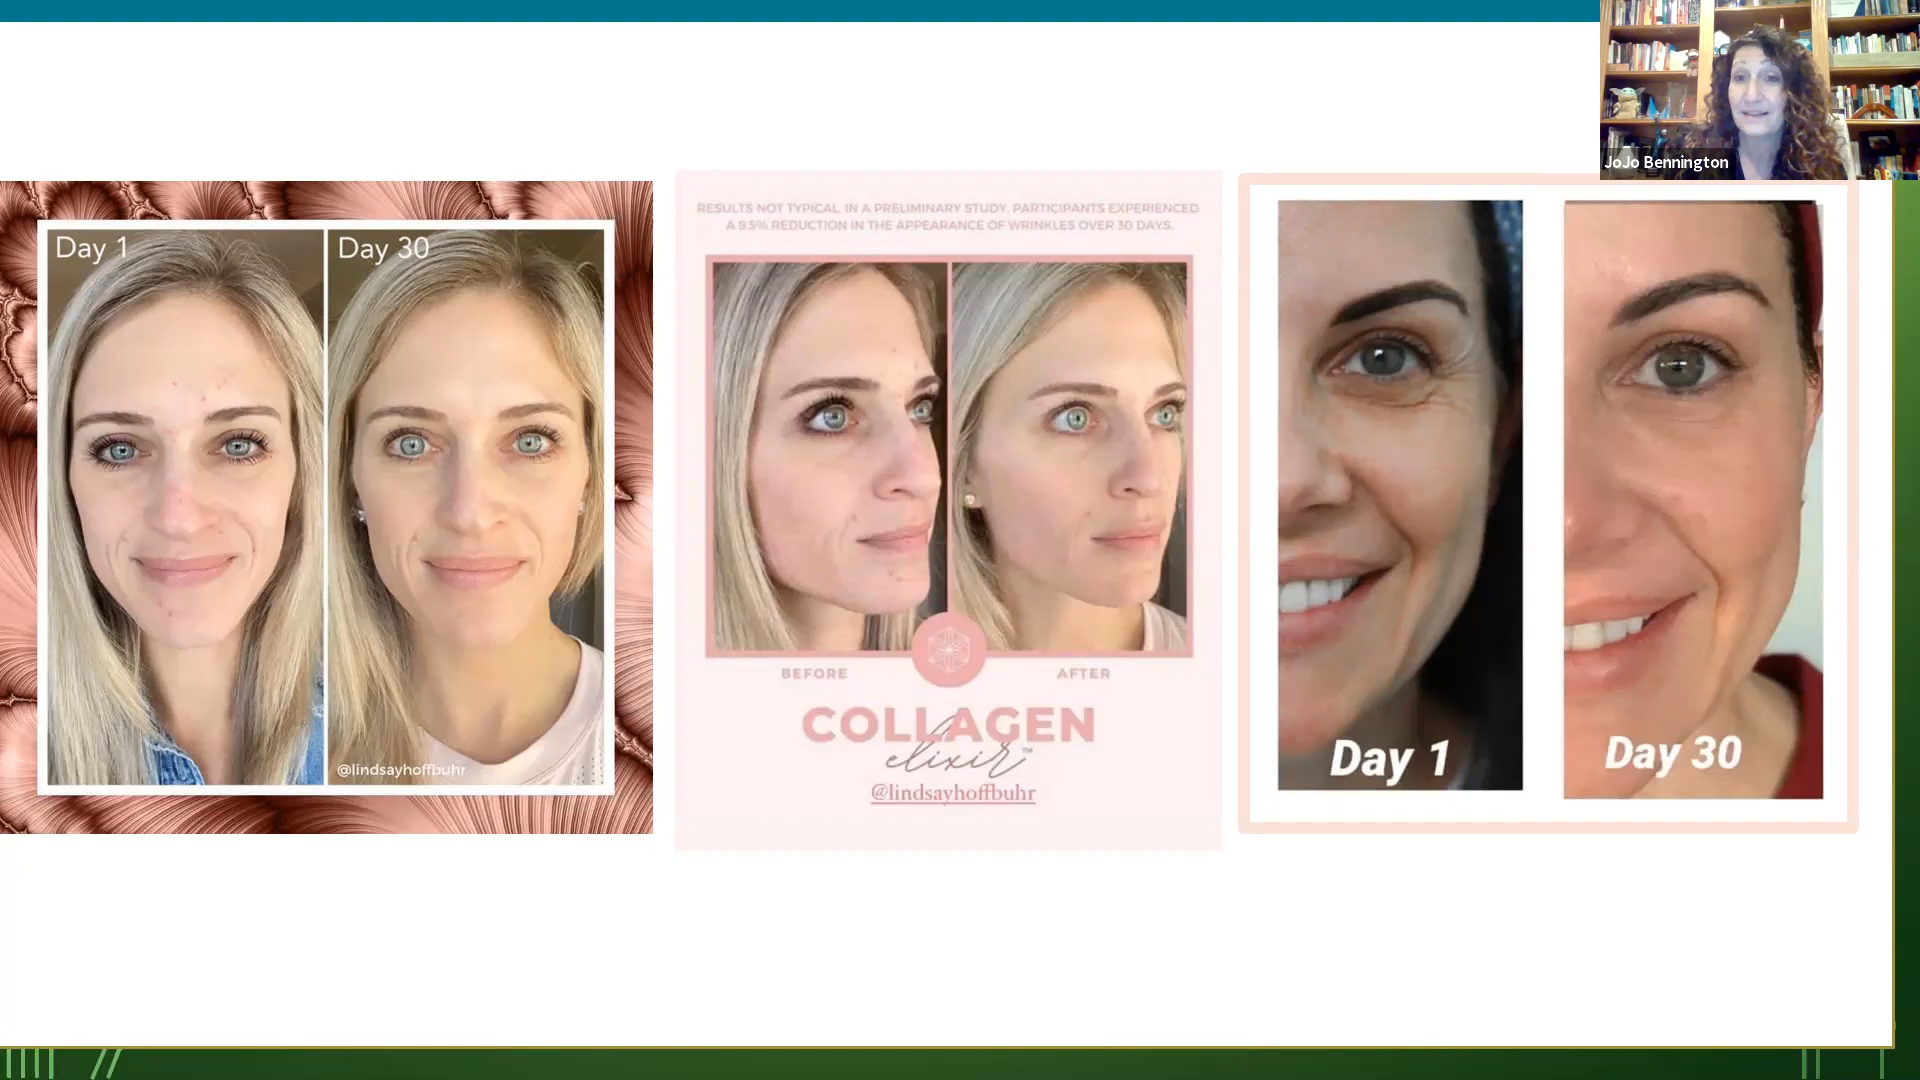 JoJo Bennington
Day 1
Day 30
@lindsayhoffbuhr
RESULTS NOT TYPICAL. IN A PRELIMINARY STUDY, PARTICIPANTS EXPERIENCED
A 9.5% REDUCTION IN THE APPEARANCE OF WRINKLES OVER 30 DAYS.
BEFORE
AFTER
COLLAGEN
elixir™
@lindsayhoffbuhr
Day 1
Day 30